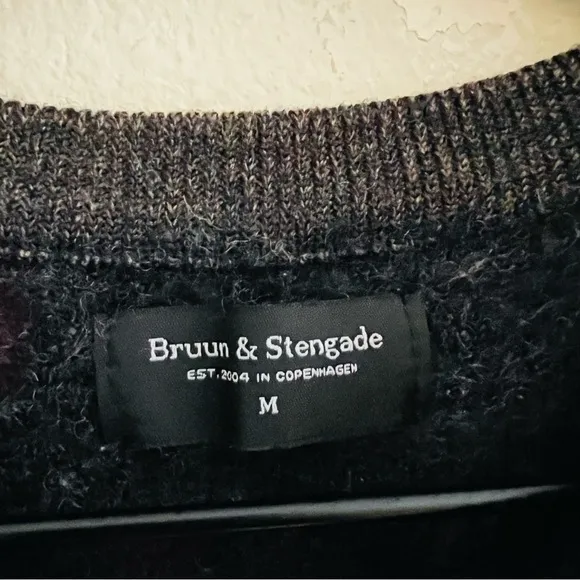 Bruun & Stengade
EST. 2004 IN COPENHAGEN
M